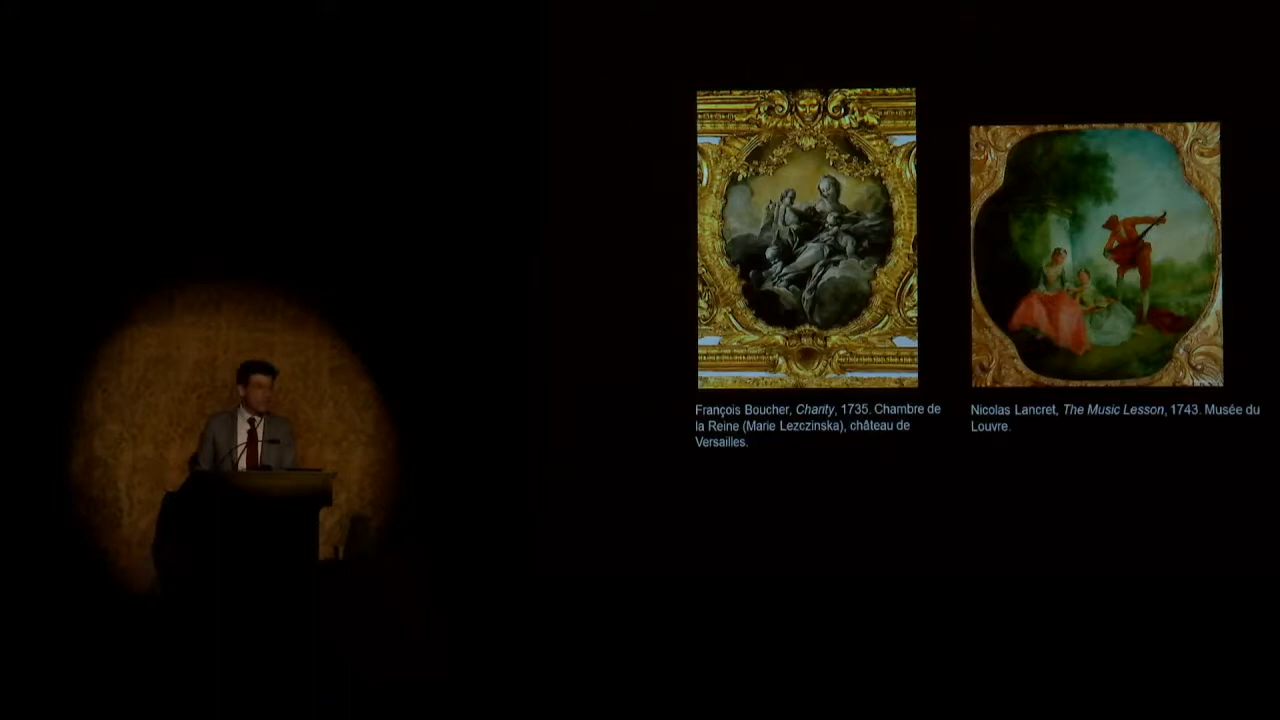 François Boucher, Charity, 1735. Chambre de
la Reine (Marie Lezczinska), château de
Versailles.
Nicolas Lancret, The Music Lesson, 1743. Musée du
Louvre.